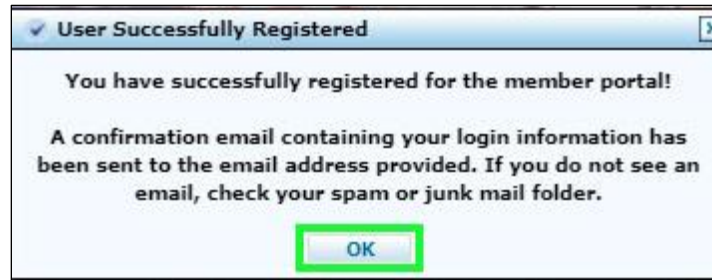 User Successfully Registered
You have successfully registered for the member portal!
A confirmation email containing your login information has
been sent to the email address provided. If you do not see an
email, check your spam or junk mail folder.
OK